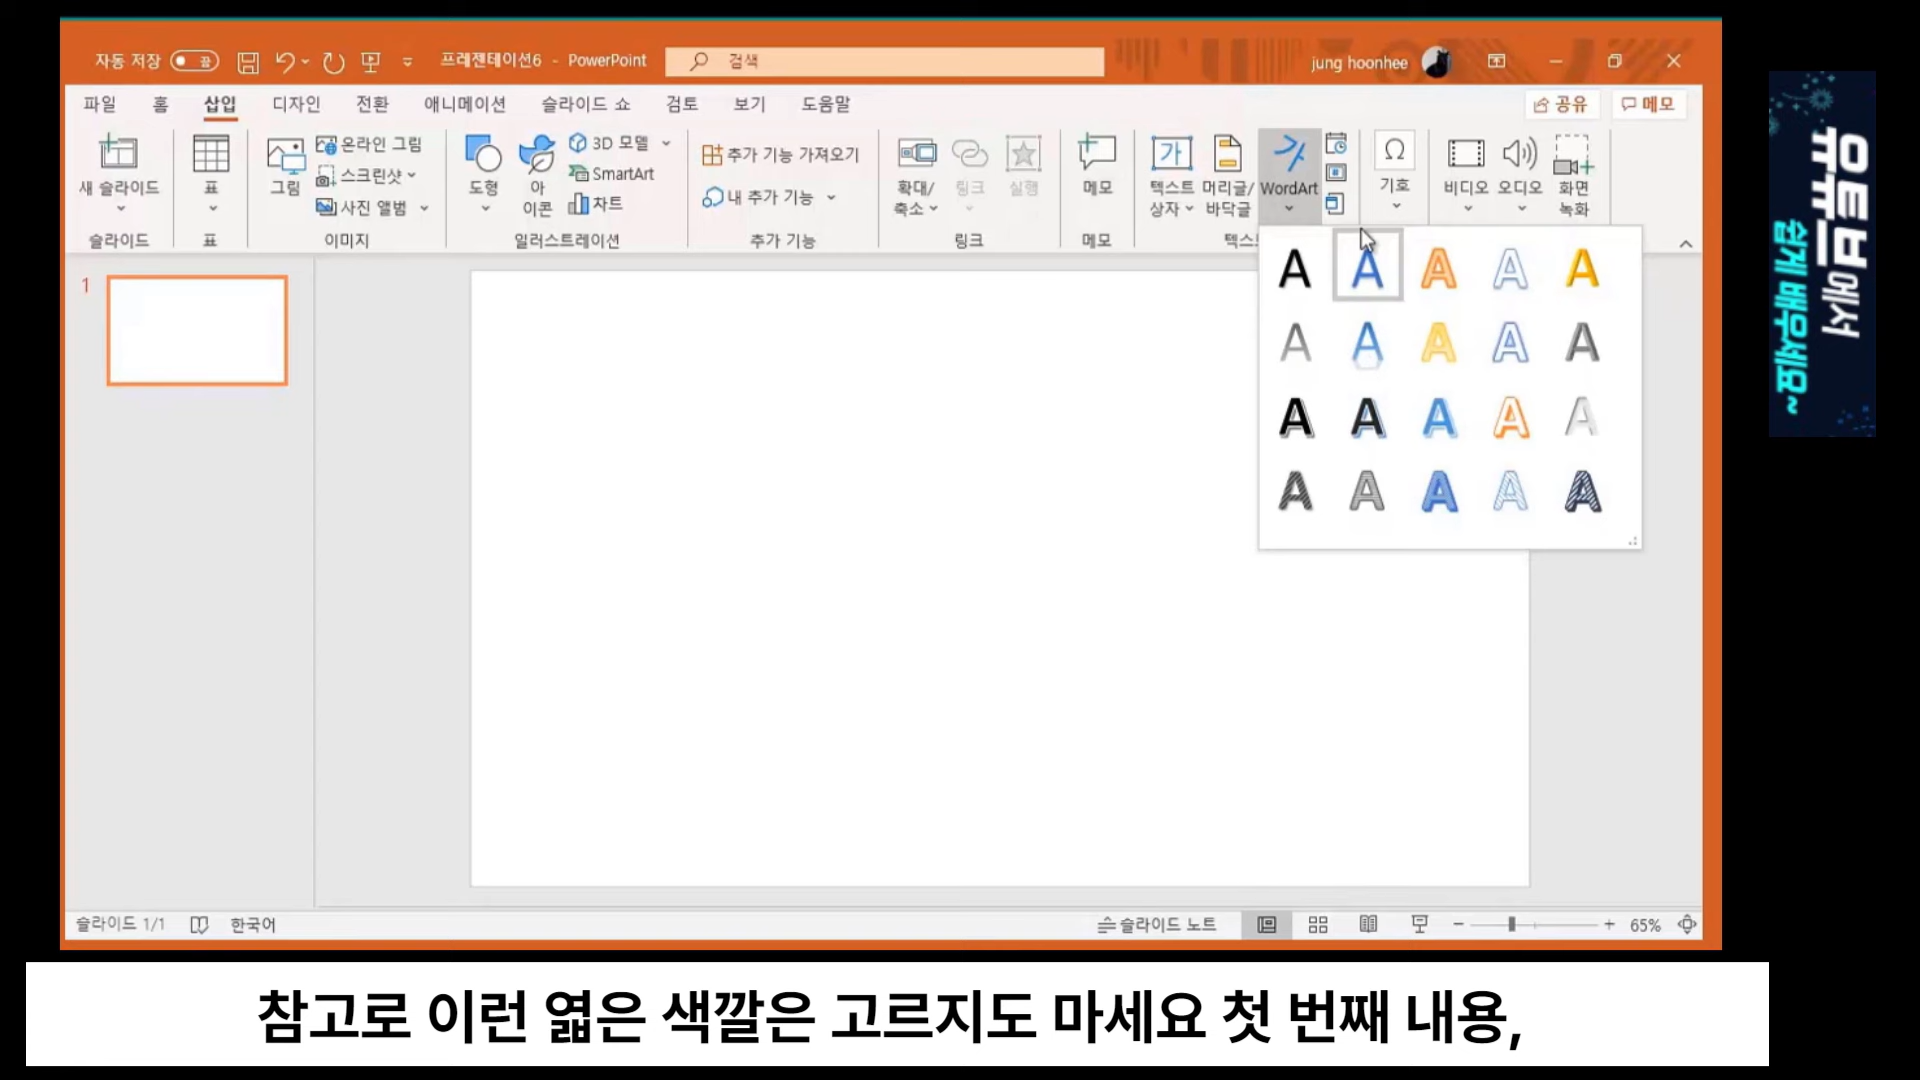 자동 저장 끔 프레젠테이션6 - PowerPoint 검색 jung hoonhee
파일 홈 삽입 디자인 전환 애니메이션 슬라이드 쇼 검토 보기 도움말 공유 메모
새 슬라이드
표
그림
온라인 그림
스크린샷
사진 앨범
도형
아
이콘
3D 모델
SmartArt
차트
추가 기능 가져오기
내 추가 기능
확대/
축소
링크
실행
메모
텍스트
상자
머리글/
바닥글
WordArt
기호
비디오
오디오
화면
녹화
슬라이드 표 이미지 일러스트레이션 추가 기능 링크 메모 텍스
A A A A A
A A A A A
A A A A A
A A A A A
1
슬라이드 1/1 한국어 슬라이드 노트 65%
유튜브에서
쉽게 배우세요~
참고로 이런 엷은 색깔은 고르지도 마세요 첫 번째 내용,